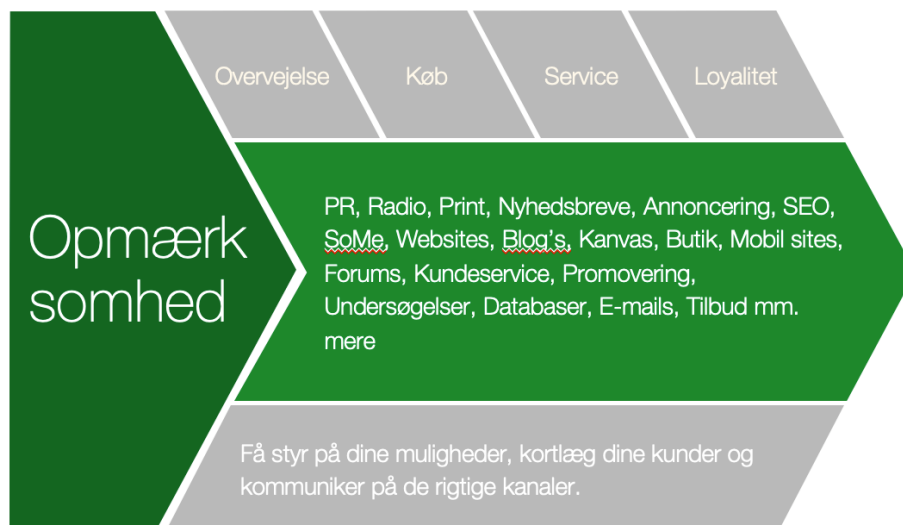 Overvejelse
Køb
Service
Loyalitet
Opmærk
somhed
PR, Radio, Print, Nyhedsbreve, Annoncering, SEO,
SoMe, Websites, Blog's, Kanvas, Butik, Mobil sites,
Forums, Kundeservice, Promovering,
Undersøgelser, Databaser, E-mails, Tilbud mm.
mere
Få styr på dine muligheder, kortlæg dine kunder og
kommuniker på de rigtige kanaler.